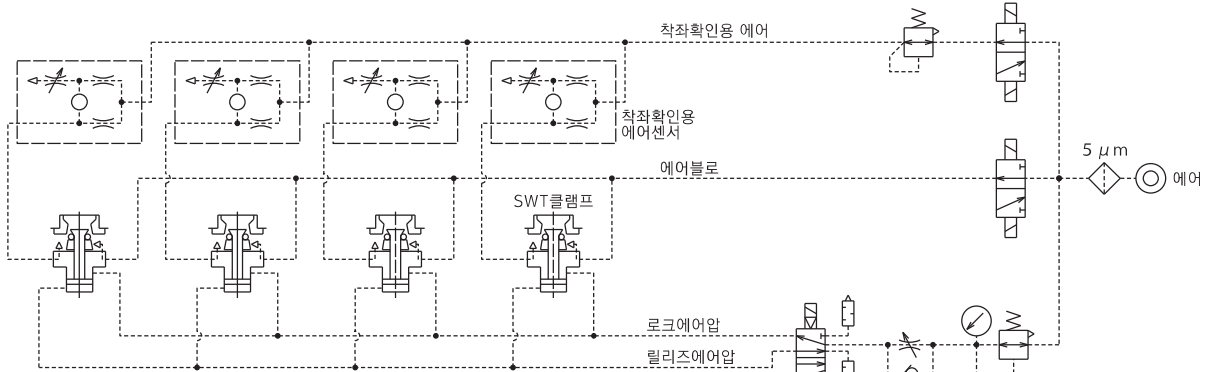 착좌확인용 에어
착좌확인용
에어센서
5 μm
에어블로
에어
SWT클램프
로크에어압
릴리즈에어압